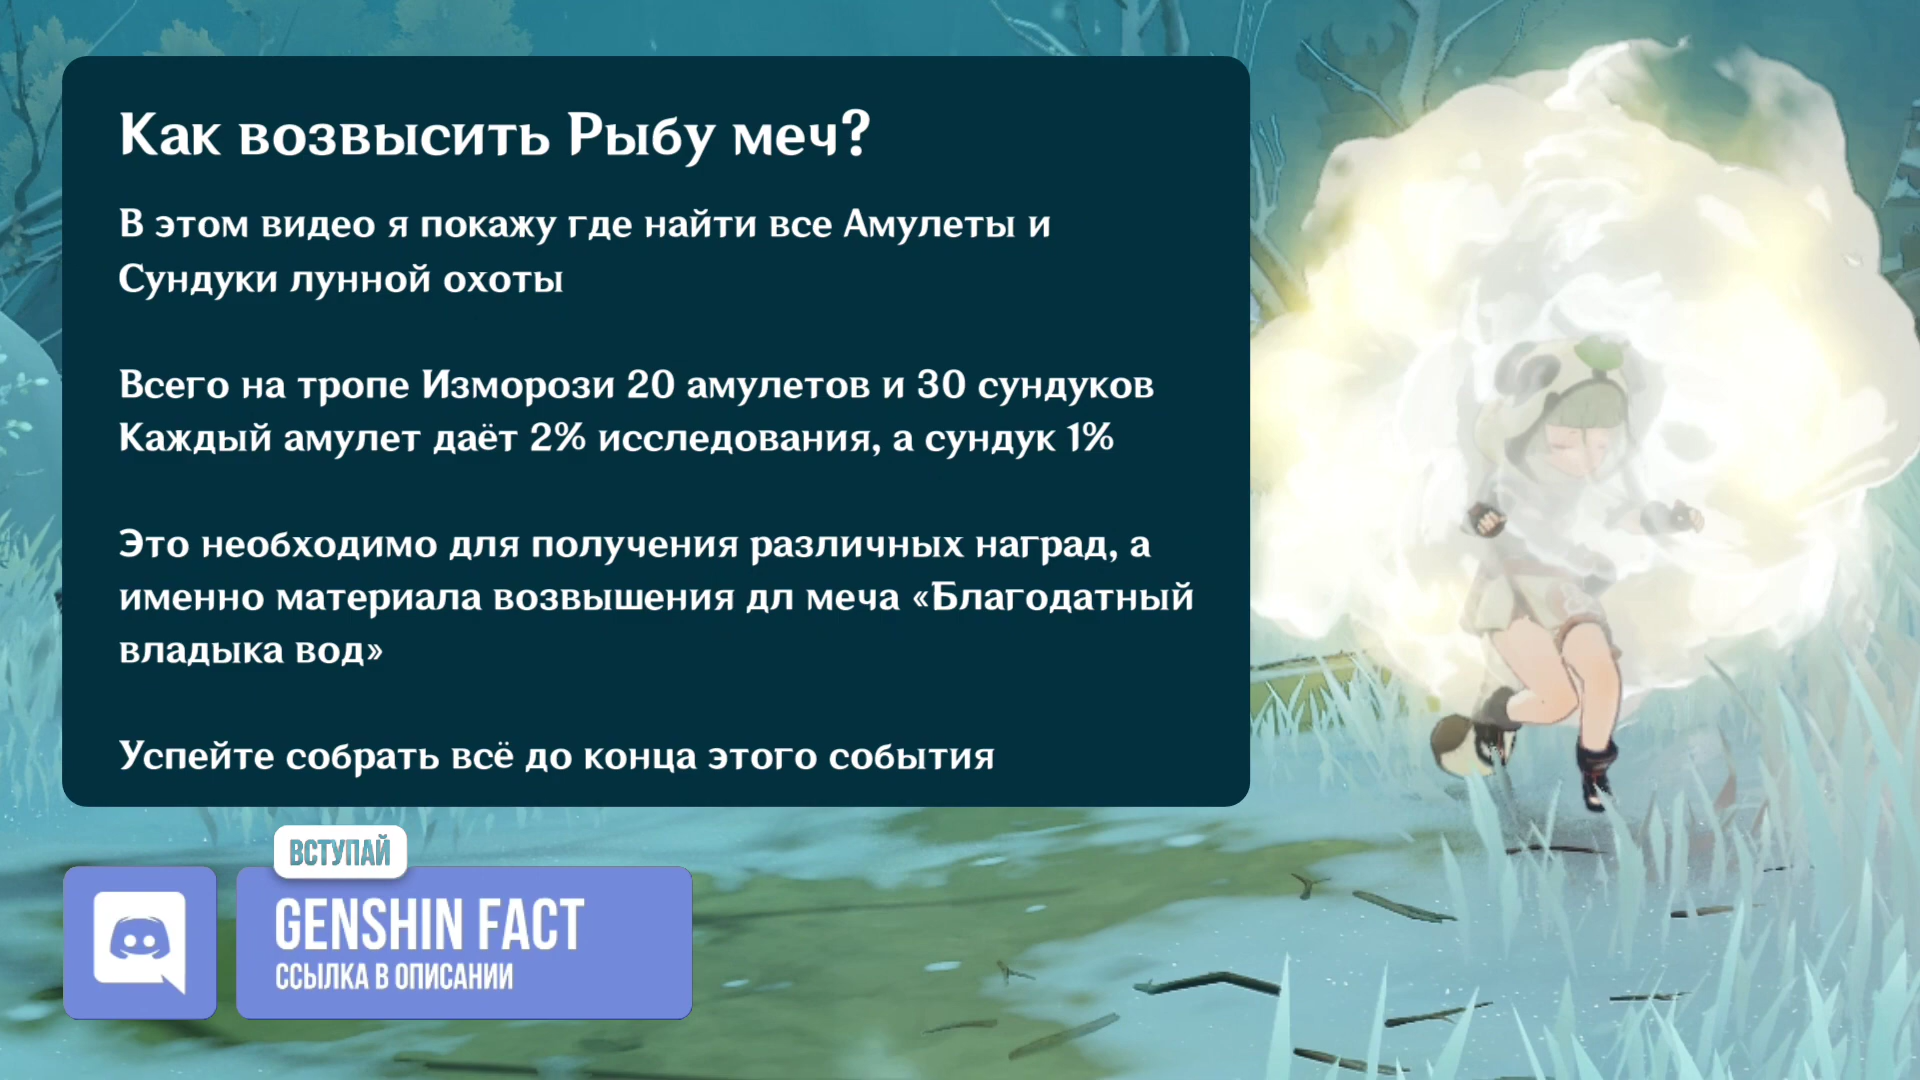 Как возвысить Рыбу меч?
В этом видео я покажу где найти все Амулеты и
Сундуки лунной охоты
Всего на тропе Изморози 20 амулетов и 30 сундуков
Каждый амулет даёт 2% исследования, а сундук 1%
Это необходимо для получения различных наград, а
именно материала возвышения дл меча «Благодатный
владыка вод»
Успейте собрать всё до конца этого события
ВСТУПАЙ
GENSHIN FACT
ССЫЛКА В ОПИСАНИИ